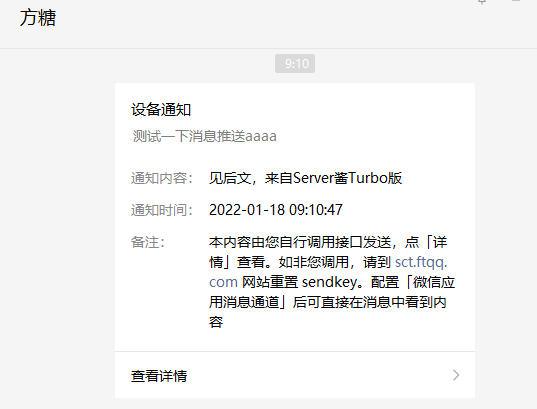 方糖
9:10
设备通知
测试一下消息推送aaaa
通知内容： 见后文，来自Server酱Turbo版
通知时间： 2022-01-18 09:10:47
备注： 本内容由您自行调用接口发送，点「详
情」查看。如非您调用，请到 sct.ftqq.
com 网站重置 sendkey。配置「微信应
用消息通道」后可直接在消息中看到内
容
查看详情